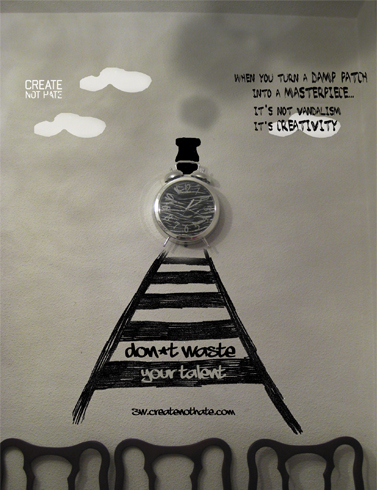 CREATE
NOT HATE
WHEN YOU TURN A DAMP PATCH
INTO A MASTERPIECE...
IT'S NOT VANDALISM
IT'S CREATIVITY
don*t waste
your talent
3W.createnothate.com